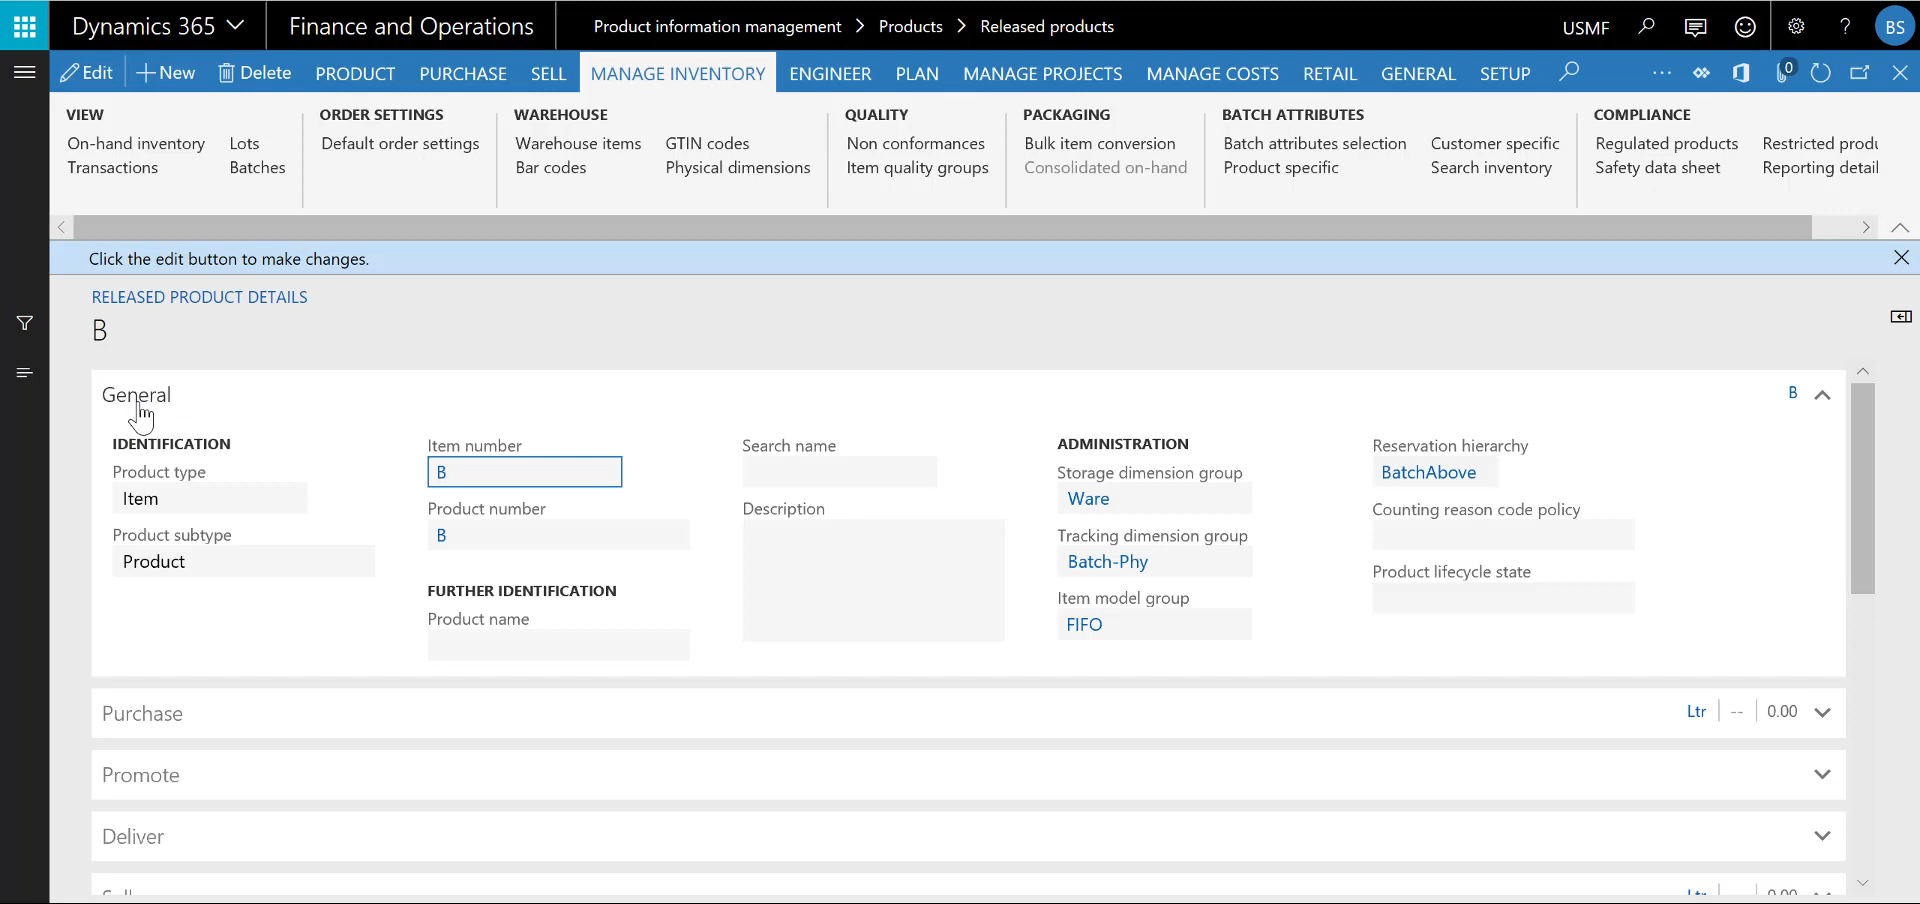 Dynamics 365 Finance and Operations Product information management > Products > Released products USMF ? BS
Edit New Delete PRODUCT PURCHASE SELL MANAGE INVENTORY ENGINEER PLAN MANAGE PROJECTS MANAGE COSTS RETAIL GENERAL SETUP ... 0
VIEW ORDER SETTINGS WAREHOUSE QUALITY PACKAGING BATCH ATTRIBUTES COMPLIANCE
On-hand inventory Lots Default order settings Warehouse items GTIN codes Non conformances Bulk item conversion Batch attributes selection Customer specific Regulated products Restricted produ
Transactions Batches Bar codes Physical dimensions Item quality groups Consolidated on-hand Product specific Search inventory Safety data sheet Reporting detail
Click the edit button to make changes.
RELEASED PRODUCT DETAILS
B
General B
IDENTIFICATION
Product type
Item
Product subtype
Product
Item number
B
Product number
B
FURTHER IDENTIFICATION
Product name
Search name
Description
ADMINISTRATION
Storage dimension group
Ware
Tracking dimension group
Batch-Phy
Item model group
FIFO
Reservation hierarchy
BatchAbove
Counting reason code policy
Product lifecycle state
Purchase Ltr -- 0.00
Promote
Deliver